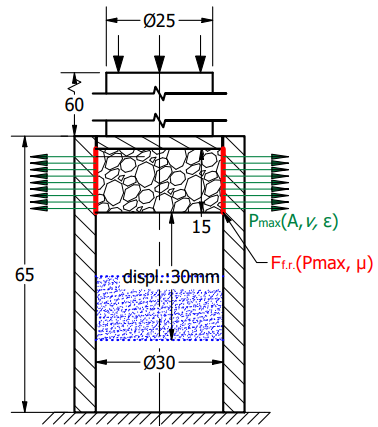 Ø25
60
65
15
Pmax(A,ν, ε)
Ff.r.(Pmax, μ)
displ.:30mm
Ø30